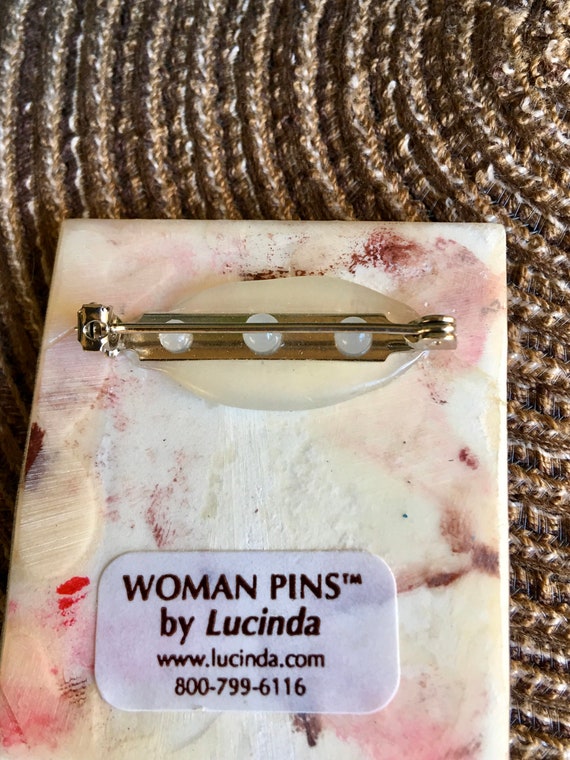 WOMAN PINS™
by Lucinda
www.lucinda.com
800-799-6116